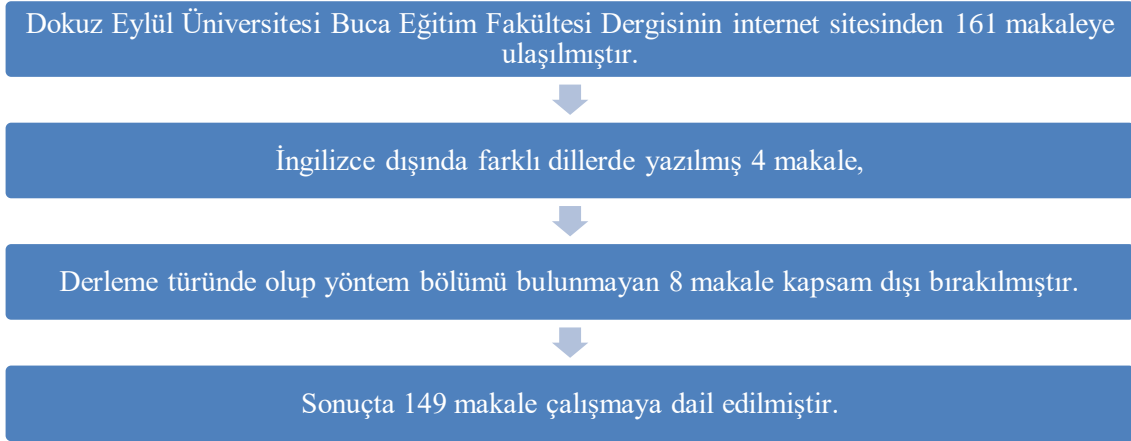 Dokuz Eylül Üniversitesi Buca Eğitim Fakültesi Dergisinin internet sitesinden 161 makaleye
ulaşılmıştır.
İngilizce dışında farklı dillerde yazılmış 4 makale,
Derleme türünde olup yöntem bölümü bulunmayan 8 makale kapsam dışı bırakılmıştır.
Sonuçta 149 makale çalışmaya dail edilmiştir.